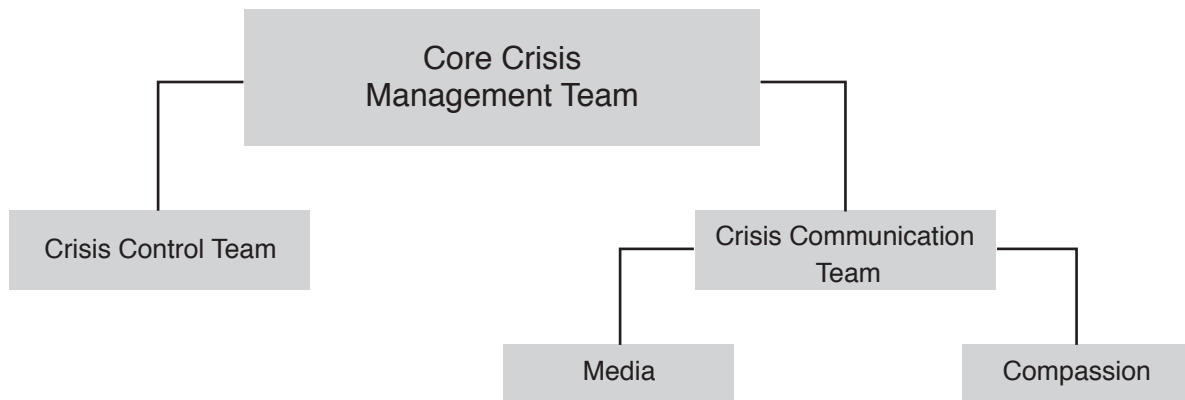 Core Crisis
Management Team
Crisis Control Team
Crisis Communication
Team
Media
Compassion